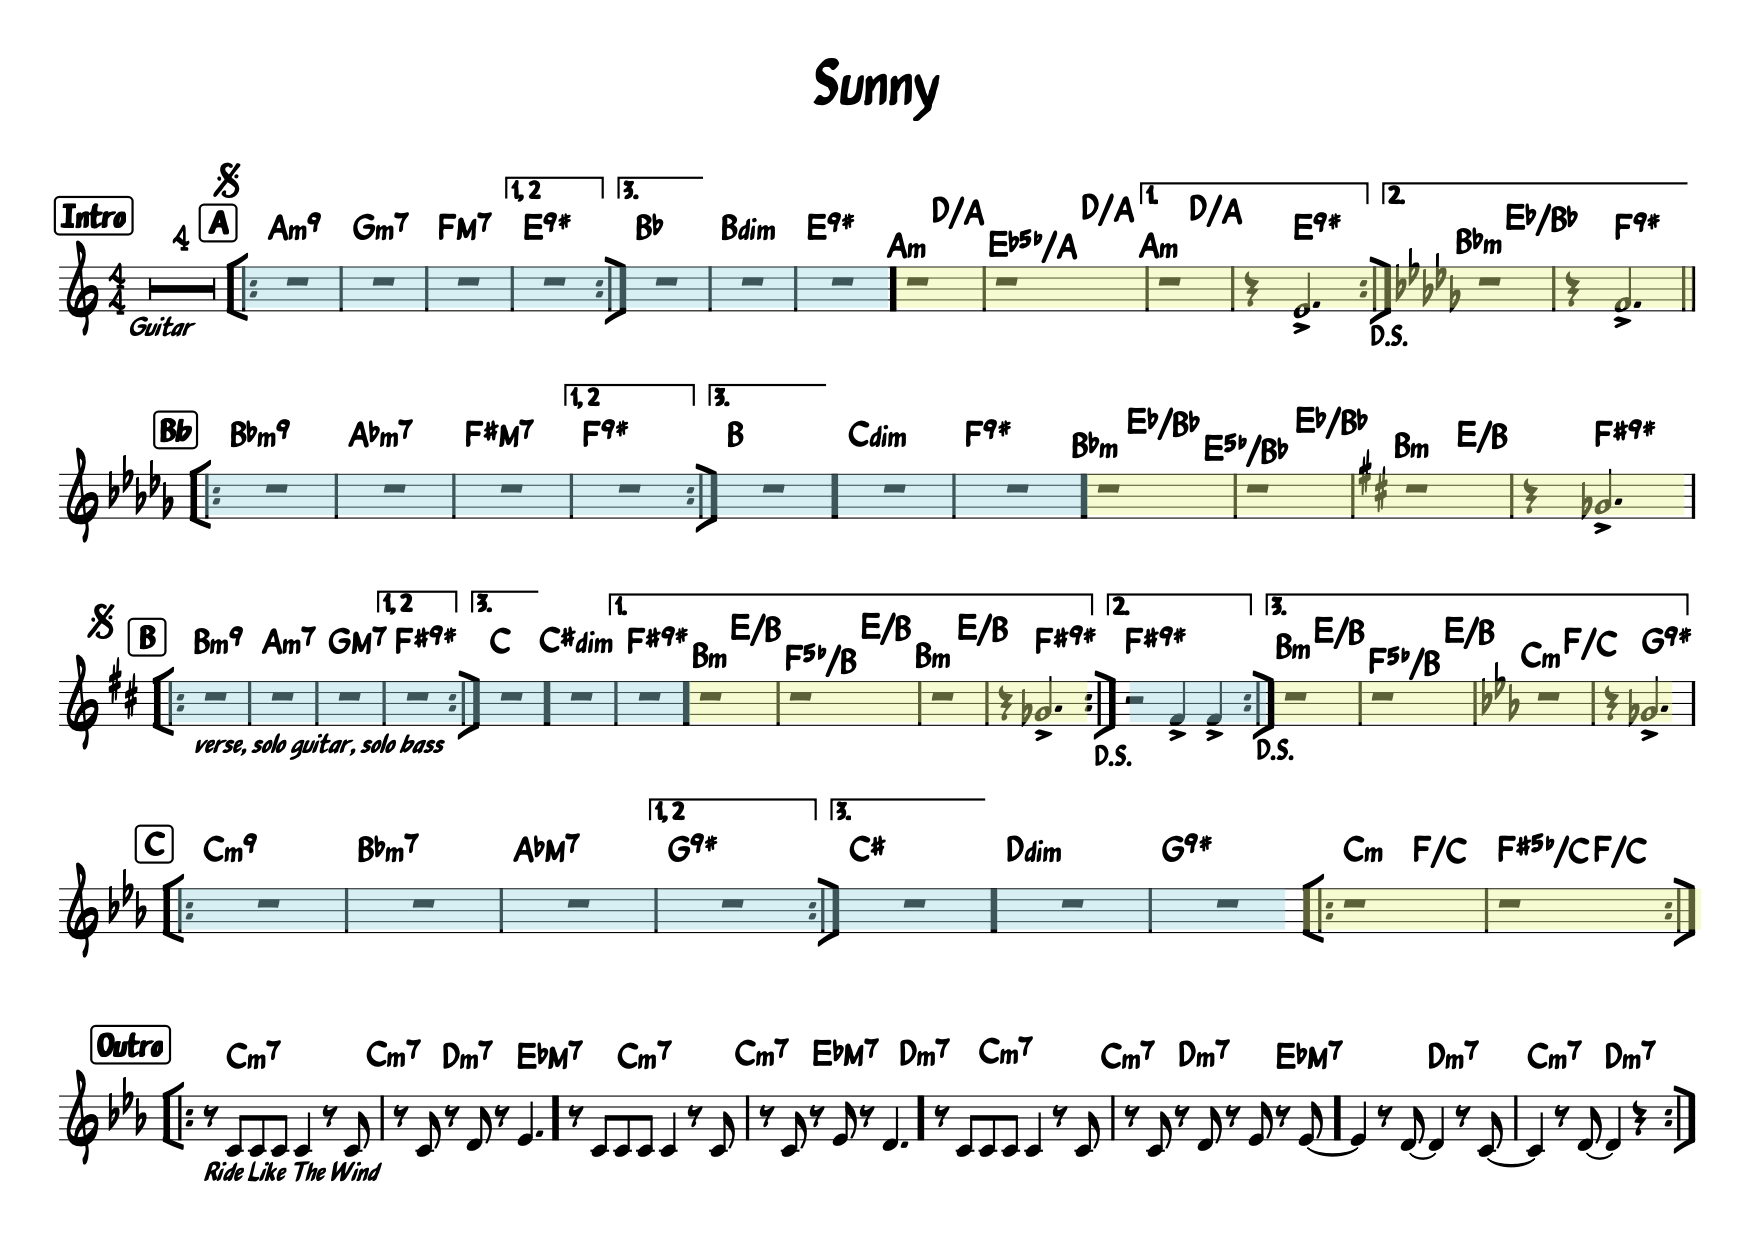 Sunny
Intro 4 A Am9 Gm7 FM7 1, 2 E9# 3. Bb Bdim E9# Am D/A Eb5b/A D/A 1. Am D/A E9# 2. Bbm Eb/Bb F9#
4
4
Guitar D.S.
Bb Bbm9 Abm7 F#M7 1, 2 F9# 3. B Cdim F9# Bbm Eb/Bb E5b/Bb Eb/Bb Bm E/B F#9#
B Bm9 Am7 GM7 1, 2 F#9# 3. C C#dim 1. F#9# Bm E/B F5b/B E/B Bm E/B F#9# 2. F#9# 3. Bm E/B F5b/B E/B Cm F/C G9#
verse, solo guitar, solo bass D.S. D.S.
C Cm9 Bbm7 AbM7 1, 2 G9# 3. C# Ddim G9# Cm F/C F#5b/C F/C
Outro Cm7 Cm7 Dm7 EbM7 Cm7 Cm7 EbM7 Dm7 Cm7 Cm7 Dm7 EbM7 Dm7 Cm7 Dm7
Ride Like The Wind